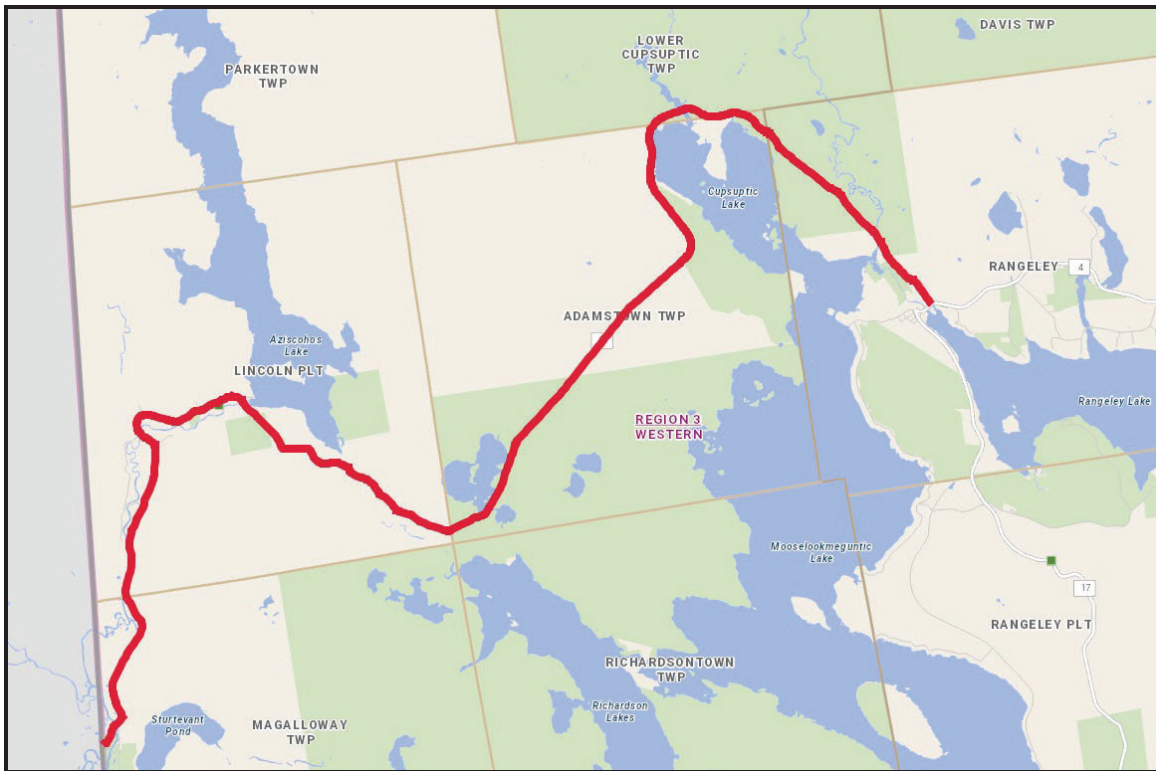 DAVIS TWP
LOWER
CUPSUPTIC
TWP
PARKERTOWN
TWP
Cupsuptic
Lake
RANGELEY
4
ADAMSTOWN TWP
Aziscohos
Lake
LINCOLN PLT
Rangeley Lake
REGION 3
WESTERN
Mooselookmeguntic
Lake
17
RANGELEY PLT
RICHARDSONTOWN
TWP
Richardson
Lakes
Sturtevant
Pond
MAGALLOWAY
TWP